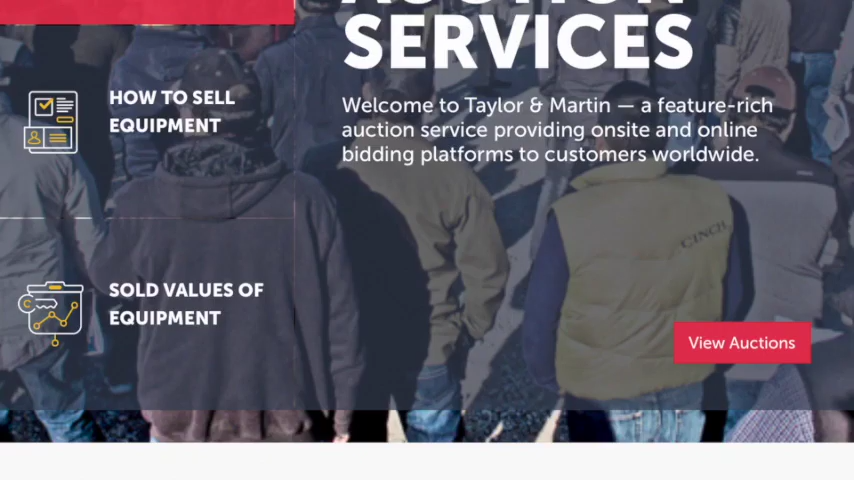 HOW TO SELL
EQUIPMENT
SOLD VALUES OF
EQUIPMENT
AUCTION
SERVICES
Welcome to Taylor & Martin — a feature-rich
auction service providing onsite and online
bidding platforms to customers worldwide.
CINCH
View Auctions